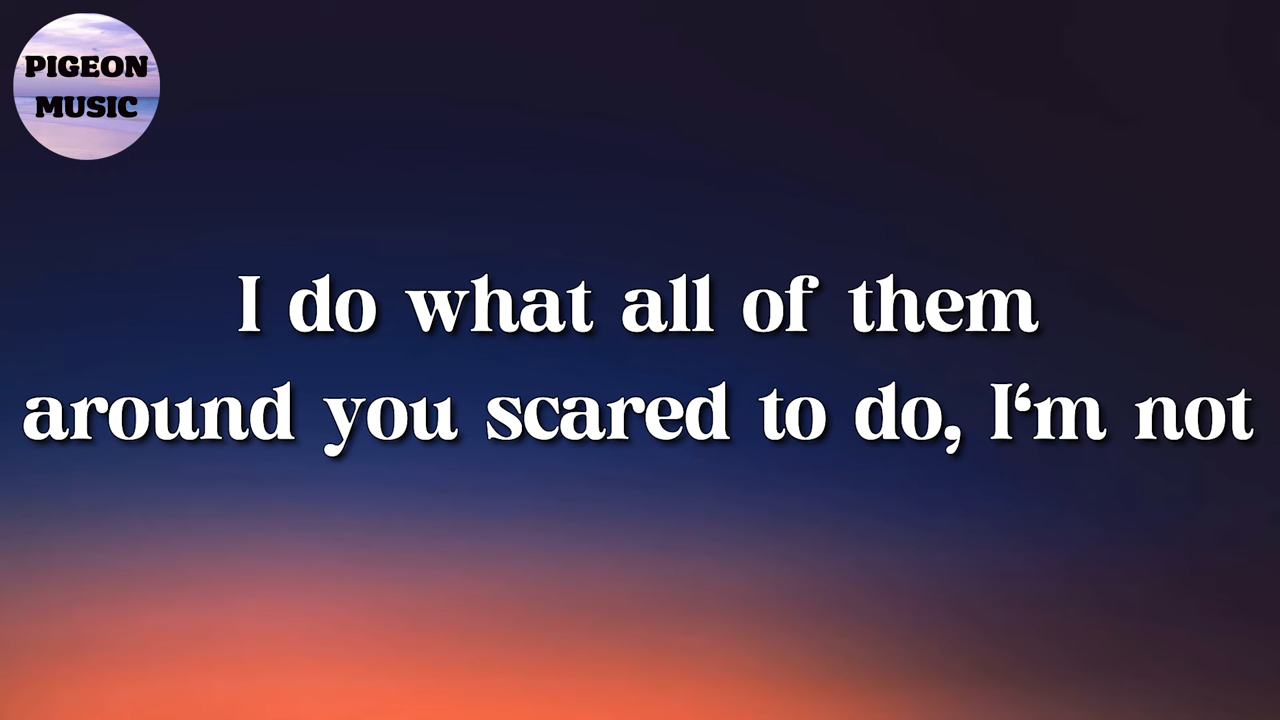 PIGEON
MUSIC
I do what all of them
around you scared to do, I‘m not